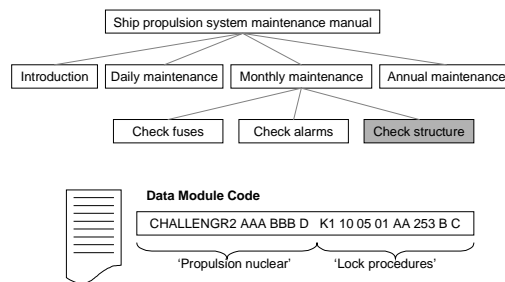 Ship propulsion system maintenance manual
Introduction
Daily maintenance
Monthly maintenance
Annual maintenance
Check fuses
Check alarms
Check structure
Data Module Code
CHALLENGR2 AAA BBB D K1 10 05 01 AA 253 B C
'Propulsion nuclear'
'Lock procedures'